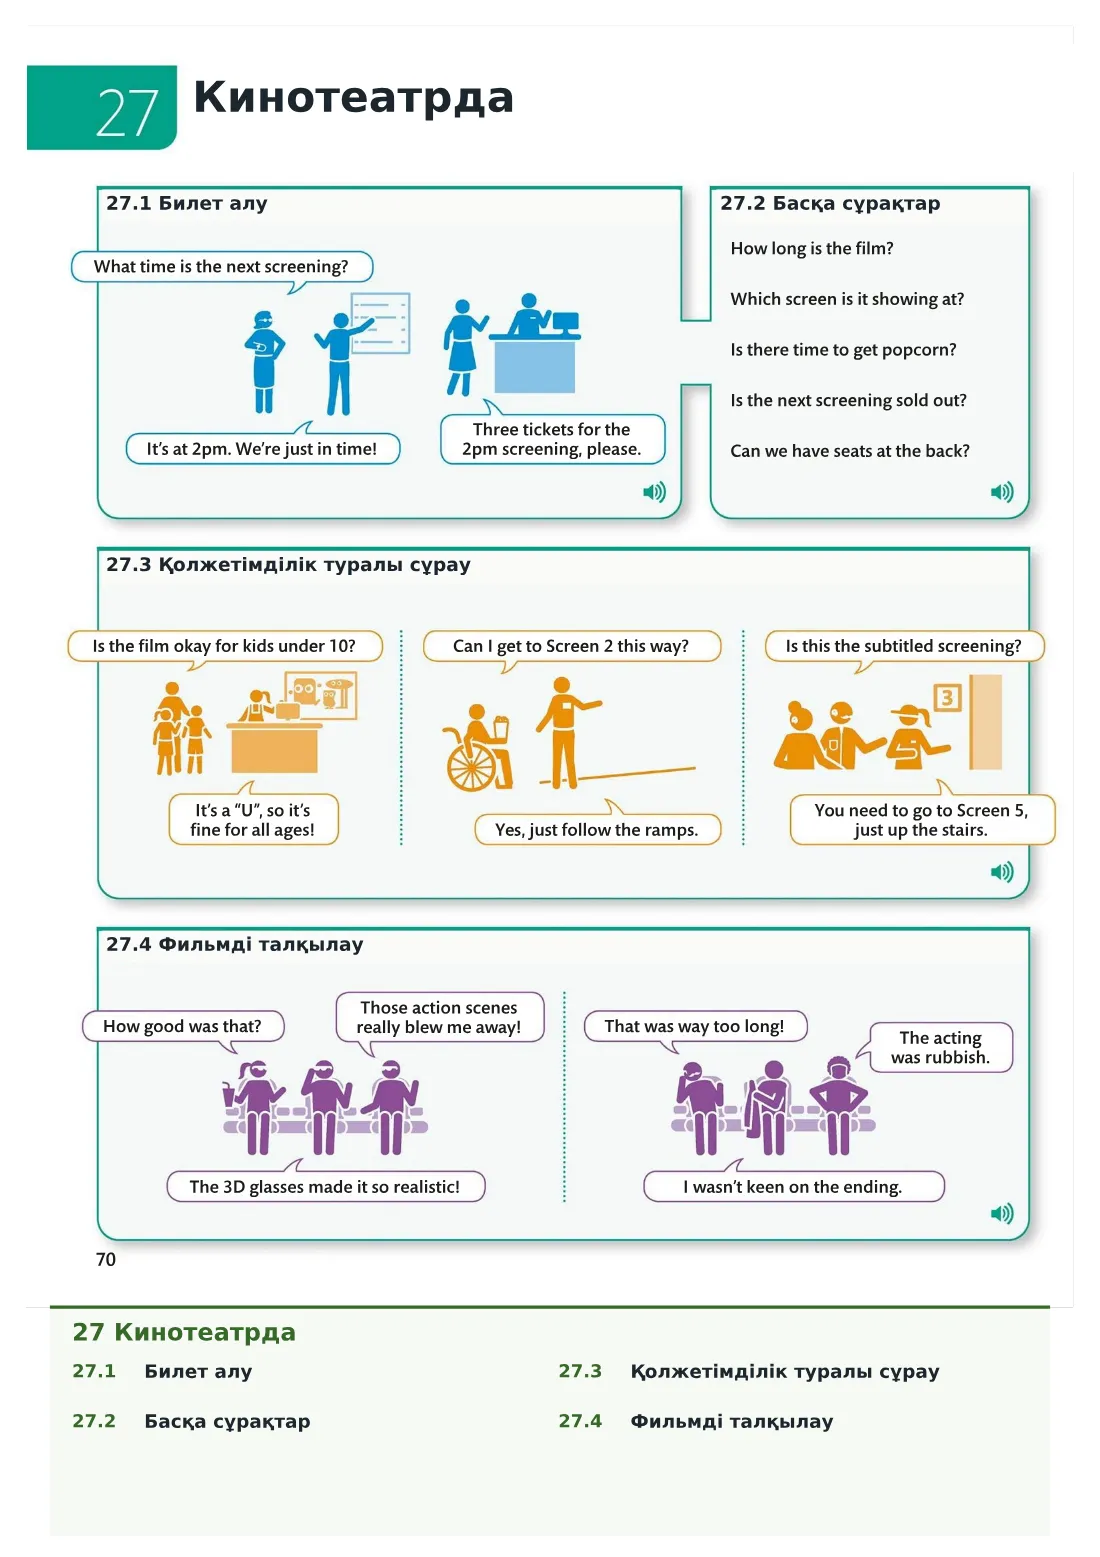 27
Кинотеатрда
27.1 Билет алу
What time is the next screening?
It's at 2pm. We're just in time!
Three tickets for the
2pm screening, please.
27.2 Басқа сұрақтар
How long is the film?
Which screen is it showing at?
Is there time to get popcorn?
Is the next screening sold out?
Can we have seats at the back?
27.3 Қолжетімділік туралы сұрау
Is the film okay for kids under 10?
It's a “U”, so it's
fine for all ages!
Can I get to Screen 2 this way?
Yes, just follow the ramps.
Is this the subtitled screening?
3
You need to go to Screen 5,
just up the stairs.
27.4 Фильмді талқылау
How good was that?
Those action scenes
really blew me away!
The 3D glasses made it so realistic!
That was way too long!
The acting
was rubbish.
I wasn't keen on the ending.
70
27 Кинотеатрда
27.1 Билет алу
27.2 Басқа сұрақтар
27.3 Қолжетімділік туралы сұрау
27.4 Фильмді талқылау